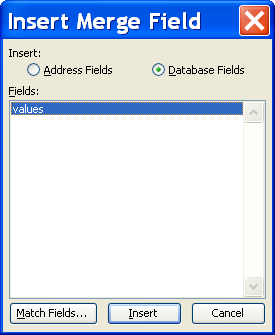 Insert Merge Field
Insert:
Address Fields Database Fields
Fields:
values
Match Fields... Insert Cancel